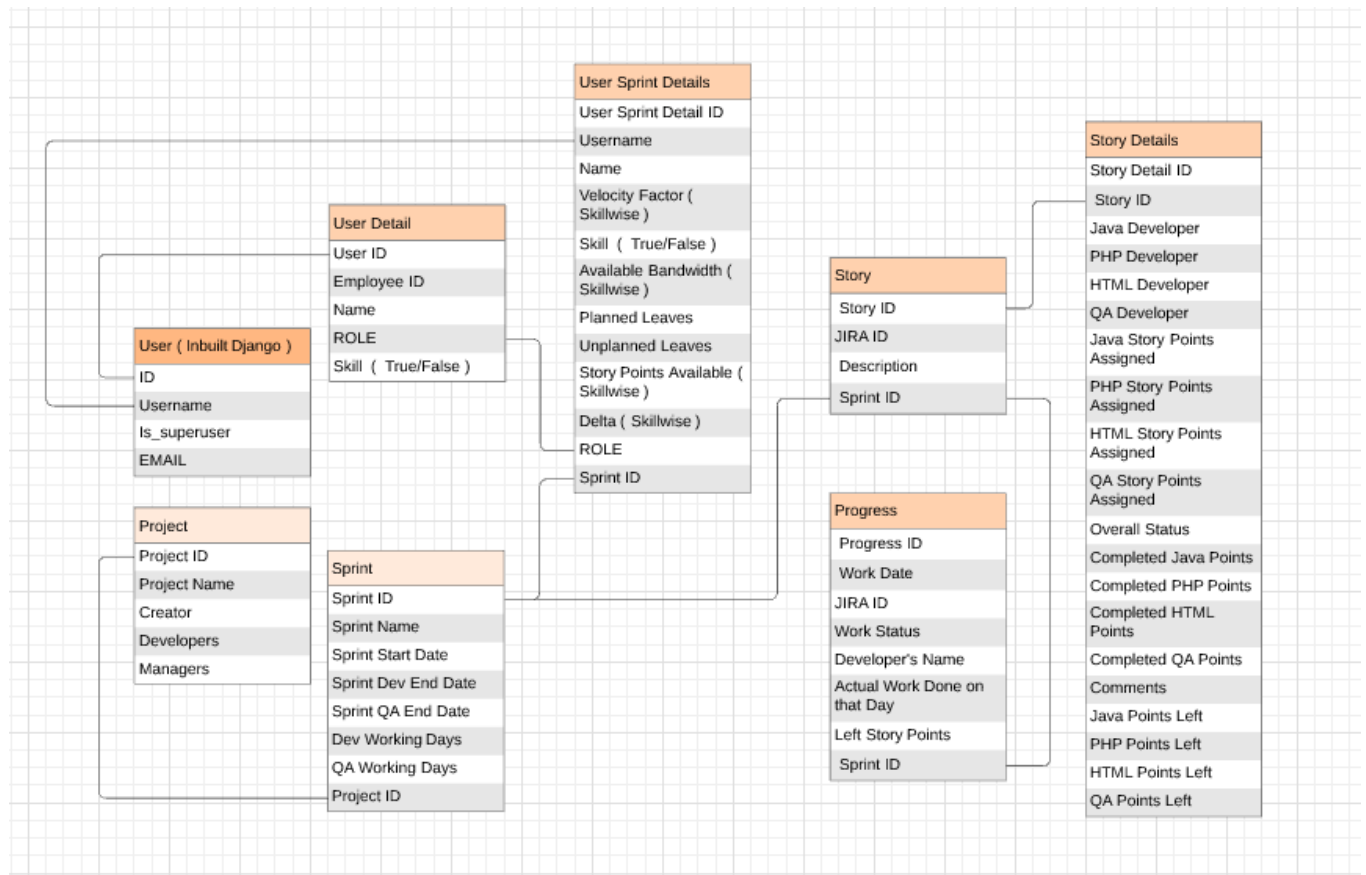 User Sprint Details
User Sprint Detail ID
Username
Name
Velocity Factor (
Skillwise )
Skill ( True/False )
Available Bandwidth (
Skillwise )
Planned Leaves
Unplanned Leaves
Story Points Available (
Skillwise )
Delta ( Skillwise )
ROLE
Sprint ID
User Detail
User ID
Employee ID
Name
ROLE
Skill ( True/False )
User ( Inbuilt Django )
ID
Username
Is_superuser
EMAIL
Project
Project ID
Project Name
Creator
Developers
Managers
Sprint
Sprint ID
Sprint Name
Sprint Start Date
Sprint Dev End Date
Sprint QA End Date
Dev Working Days
QA Working Days
Project ID
Story
Story ID
JIRA ID
Description
Sprint ID
Progress
Progress ID
Work Date
JIRA ID
Work Status
Developer's Name
Actual Work Done on
that Day
Left Story Points
Sprint ID
Story Details
Story Detail ID
Story ID
Java Developer
PHP Developer
HTML Developer
QA Developer
Java Story Points
Assigned
PHP Story Points
Assigned
HTML Story Points
Assigned
QA Story Points
Assigned
Overall Status
Completed Java Points
Completed PHP Points
Completed HTML
Points
Completed QA Points
Comments
Java Points Left
PHP Points Left
HTML Points Left
QA Points Left